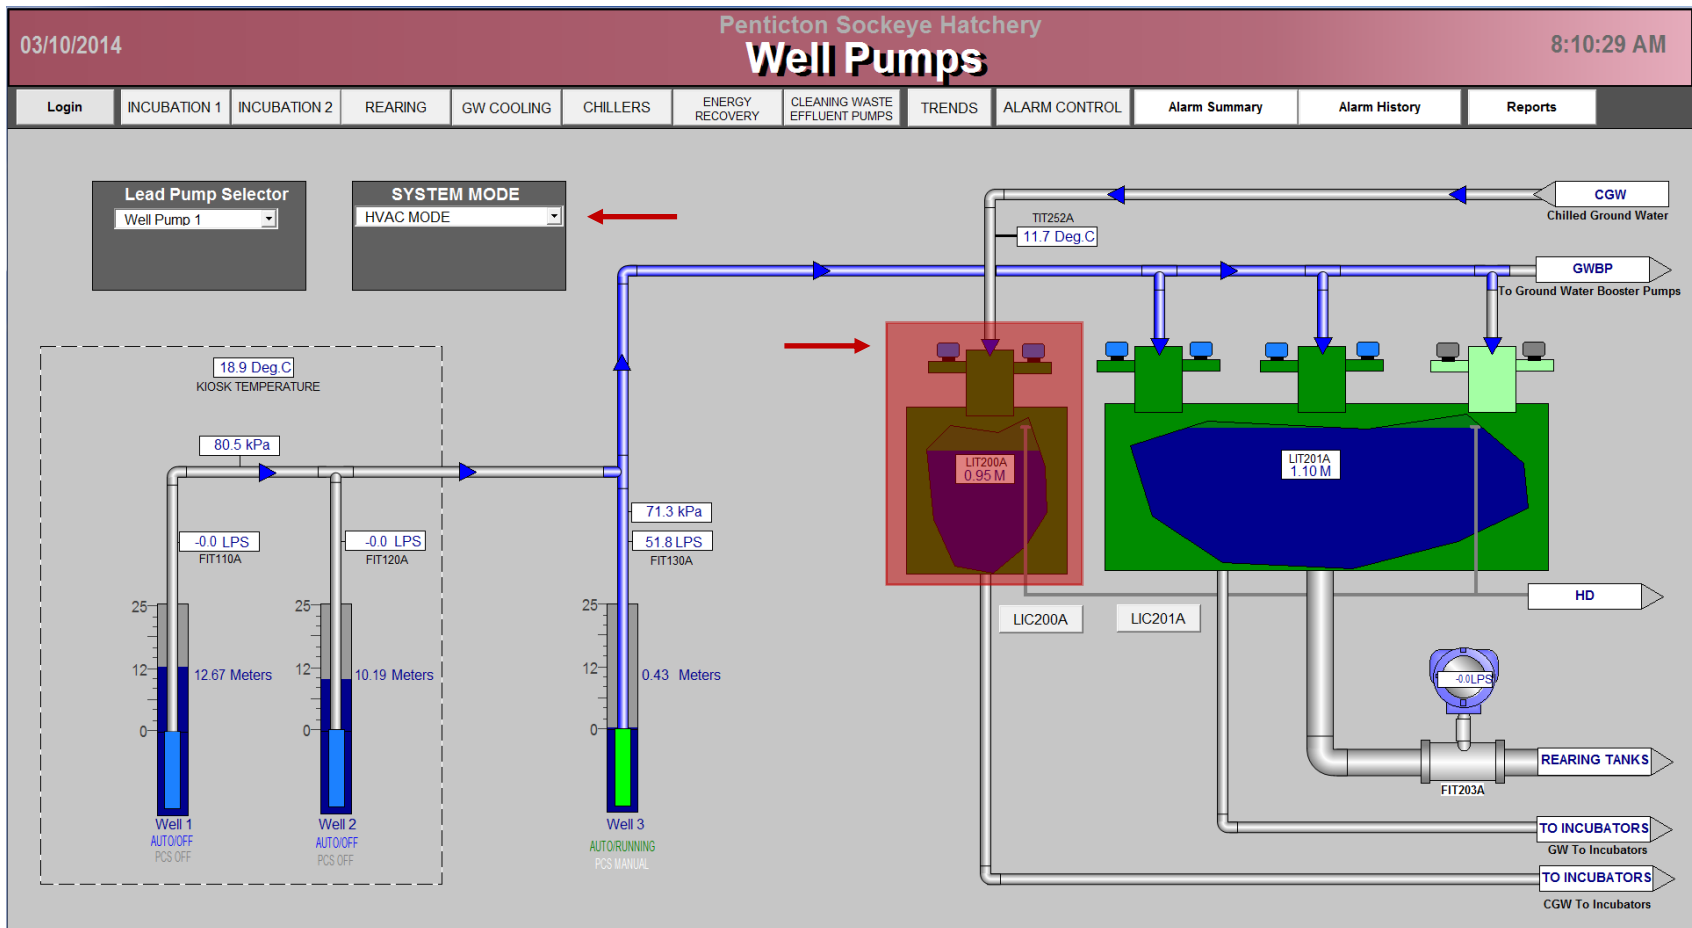 Penticton Sockeye Hatchery
03/10/2014
Well Pumps
8:10:29 AM
Login
INCUBATION 1
INCUBATION 2
REARING
GW COOLING
CHILLERS
ENERGY
RECOVERY
CLEANING WASTE
EFFLUENT PUMPS
TRENDS
ALARM CONTROL
Alarm Summary
Alarm History
Reports
Lead Pump Selector
Well Pump 1
SYSTEM MODE
HVAC MODE
CGW
Chilled Ground Water
TIT252A
11.7 Deg.C
GWBP
To Ground Water Booster Pumps
18.9 Deg.C
KIOSK TEMPERATURE
80.5 kPa
LIT200A
0.95 M
LIT201A
1.10 M
71.3 kPa
-0.0 LPS
FIT110A
-0.0 LPS
FIT120A
51.8 LPS
FIT130A
HD
LIC200A
LIC201A
25
12
0
12.67 Meters
25
12
0
10.19 Meters
25
12
0
0.43 Meters
-0.0LPS
REARING TANKS
FIT203A
Well 1
AUTO/OFF
PCS OFF
Well 2
AUTO/OFF
PCS OFF
Well 3
AUTO/RUNNING
PCS MANUAL
TO INCUBATORS
GW To Incubators
TO INCUBATORS
CGW To Incubators